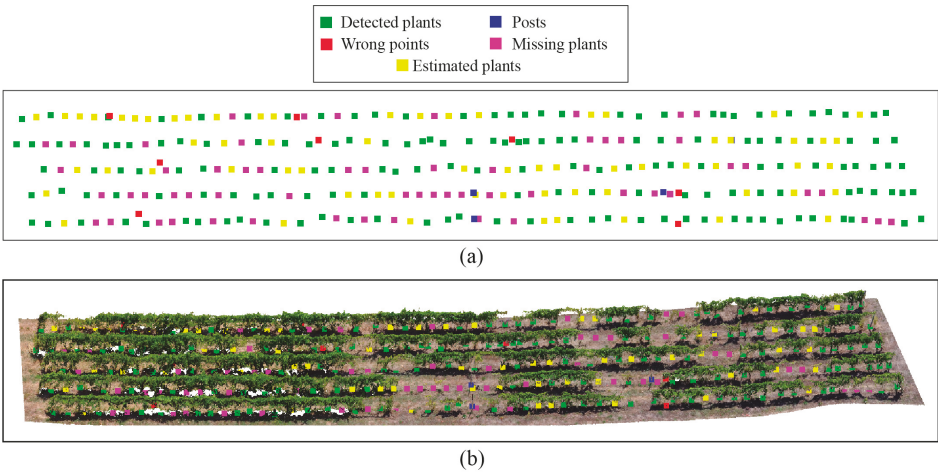 Detected plants
Posts
Wrong points
Missing plants
Estimated plants
(a)
(b)